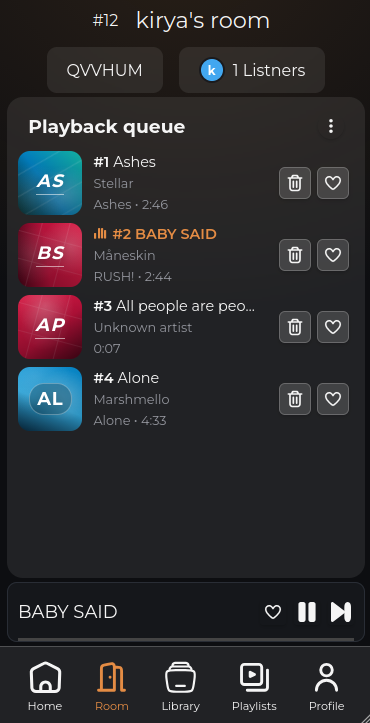 #12 kirya's room
QVVHUM
k 1 Listners
Playback queue
AS
#1 Ashes
Stellar
Ashes • 2:46
BS
#2 BABY SAID
Måneskin
RUSH! • 2:44
AP
#3 All people are peo...
Unknown artist
0:07
AL
#4 Alone
Marshmello
Alone • 4:33
BABY SAID
Home
Room
Library
Playlists
Profile